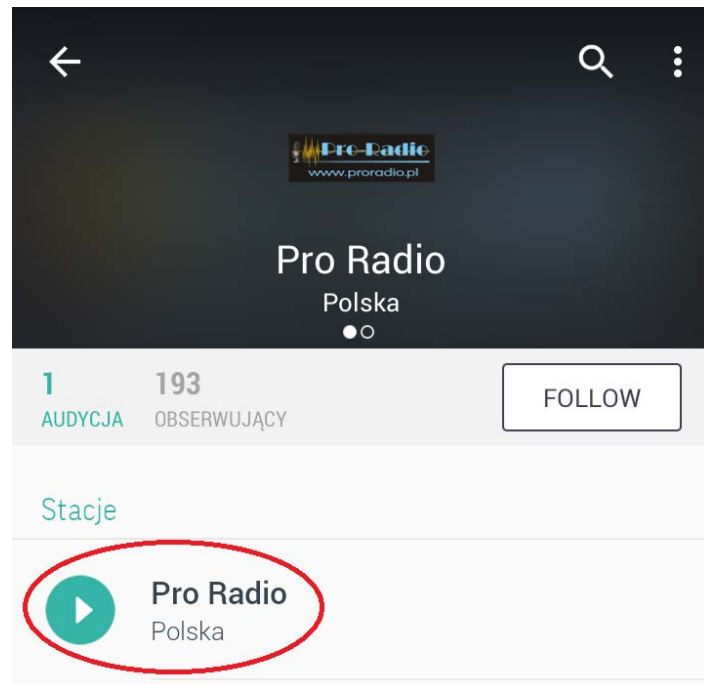 Pro-Radio
www.proradio.pl
Pro Radio
Polska
1 193
AUDYCJA OBSERWUJĄCY
FOLLOW
Stacje
Pro Radio
Polska